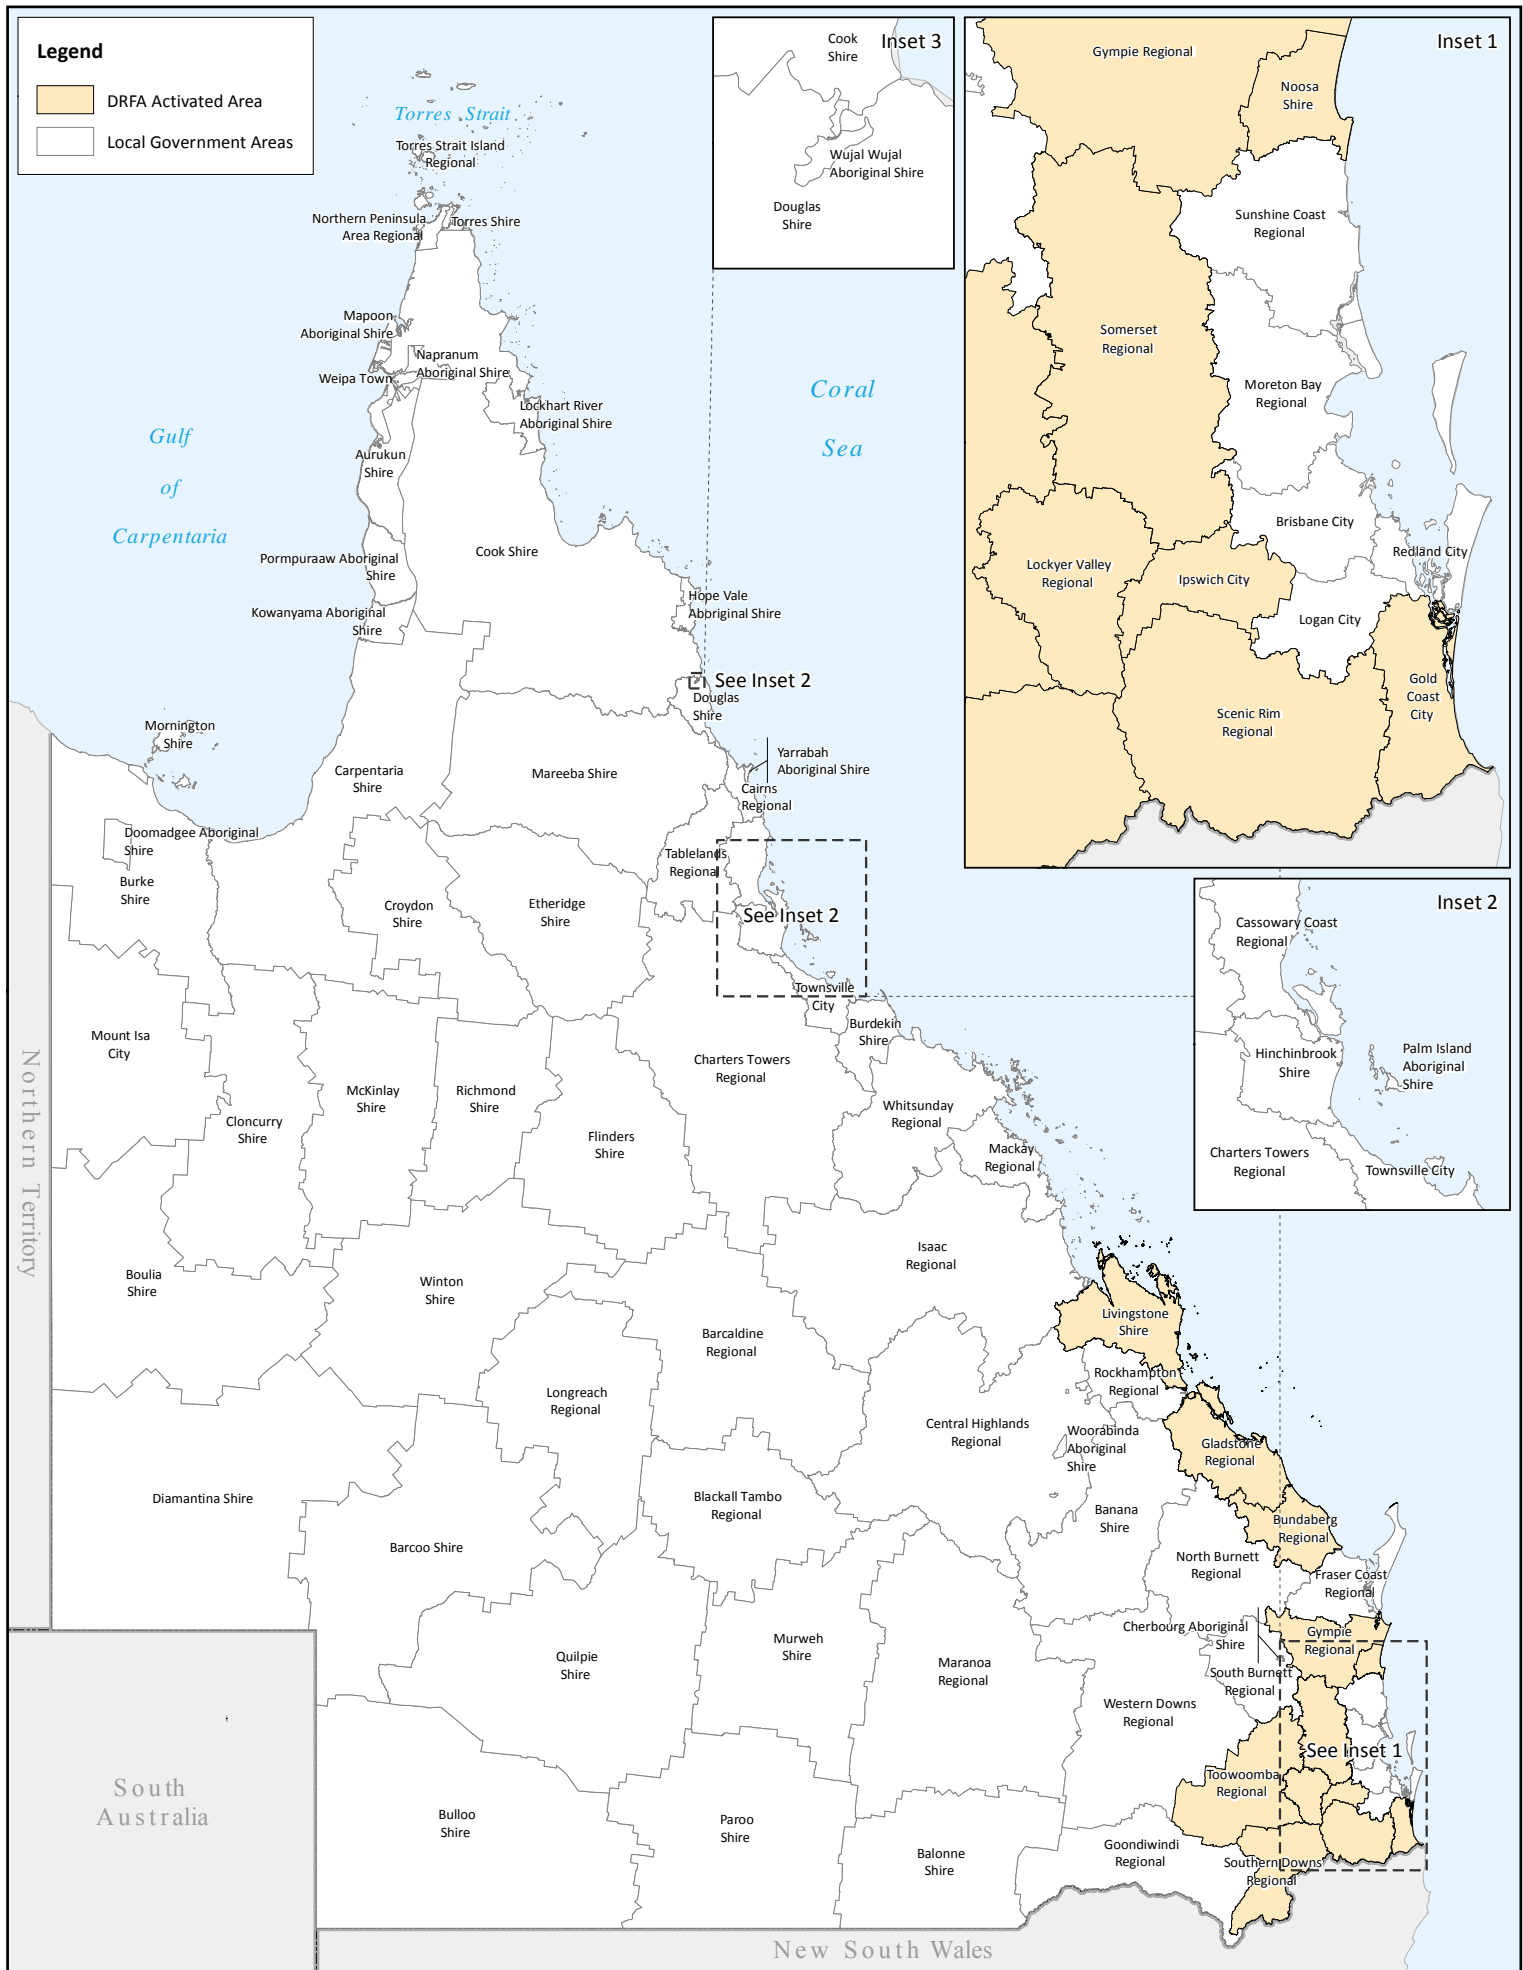 Legend
DRFA Activated Area
Local Government Areas
Inset 3
Cook
Shire
Wujal Wujal
Aboriginal Shire
Douglas
Shire
Inset 1
Gympie Regional
Noosa
Shire
Sunshine Coast
Regional
Somerset
Regional
Moreton Bay
Regional
Brisbane City
Redland City
Lockyer Valley
Regional
Ipswich City
Logan City
Gold
Coast
City
Scenic Rim
Regional
Inset 2
Cassowary Coast
Regional
Hinchinbrook
Shire
Palm Island
Aboriginal
Shire
Charters Towers
Regional
Townsville City
Torres Strait
Torres Strait Island
Regional
Northern Peninsula
Area Regional
Torres Shire
Mapoon
Aboriginal Shire
Napranum
Aboriginal Shire
Weipa Town
Lockhart River
Aboriginal Shire
Coral
Sea
Gulf
of
Carpentaria
Aurukun
Shire
Cook Shire
Pormpuraaw Aboriginal
Shire
Kowanyama Aboriginal
Shire
Hope Vale
Aboriginal Shire
See Inset 2
Douglas
Shire
Mornington
Shire
Carpentaria
Shire
Mareeba Shire
Yarrabah
Aboriginal Shire
Cairns
Regional
Doomadgee Aboriginal
Shire
Burke
Shire
Tablelands
Regional
Croydon
Shire
Etheridge
Shire
See Inset 2
Townsville
City
Burdekin
Shire
Mount Isa
City
Charters Towers
Regional
McKinlay
Shire
Richmond
Shire
Cloncurry
Shire
Flinders
Shire
Whitsunday
Regional
Mackay
Regional
Northern Territory
Isaac
Regional
Boulia
Shire
Winton
Shire
Livingstone
Shire
Barcaldine
Regional
Rockhampton
Regional
Longreach
Regional
Central Highlands
Regional
Woorabinda
Aboriginal
Shire
Gladstone
Regional
Diamantina Shire
Blackall Tambo
Regional
Banana
Shire
Bundaberg
Regional
Barcoo Shire
North Burnett
Regional
Fraser Coast
Regional
Cherbourg Aboriginal
Shire
Gympie
Regional
Quilpie
Shire
Murweh
Shire
Maranoa
Regional
South Burnett
Regional
Western Downs
Regional
See Inset 1
Toowoomba
Regional
South
Australia
Bulloo
Shire
Paroo
Shire
Balonne
Shire
Goondiwindi
Regional
Southern Downs
Regional
New South Wales